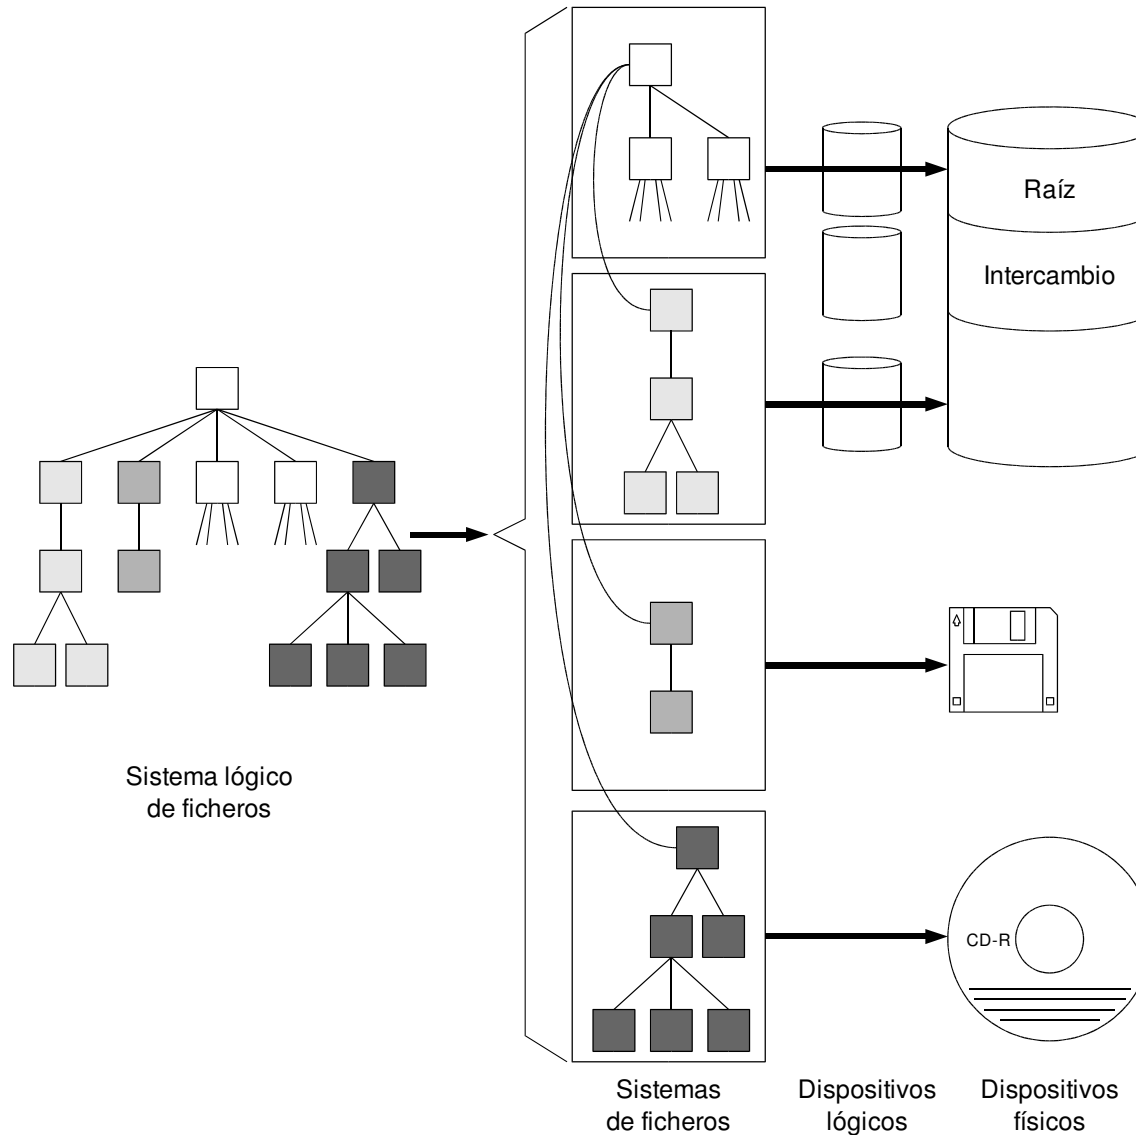 Raíz
Intercambio
Sistema lógico
de ficheros
CD-R
Sistemas
de ficheros
Dispositivos
lógicos
Dispositivos
físicos